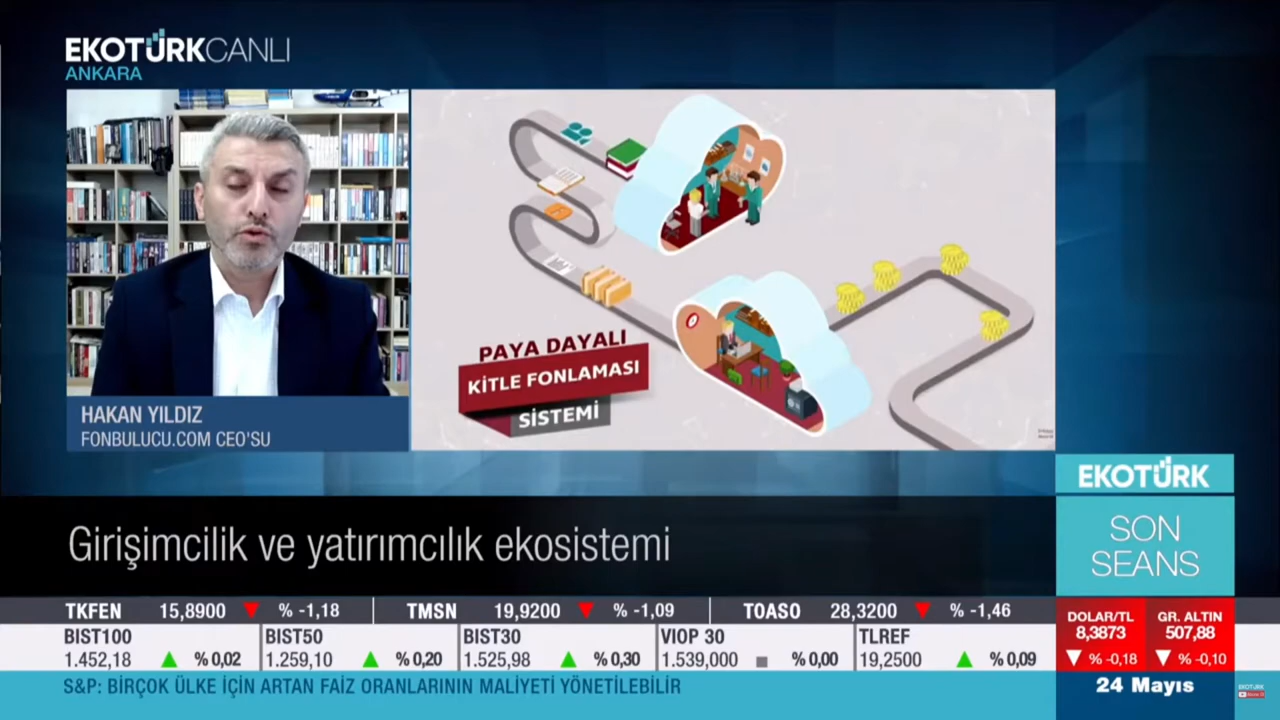 EKOTÜRK CANLI
ANKARA
PAYA DAYALI
KİTLE FONLAMASI
SİSTEMİ
HAKAN YILDIZ
FONBULUCU.COM CEO'SU
EKOTÜRK
Girişimcilik ve yatırımcılık ekosistemi
SON
SEANS
TKFEN 15,8900 % -1,18 TMSN 19,9200 % -1,09 TOASO 28,3200 % -1,46
BIST100 BIST50 BIST30 VIOP 30 TLREF
1.452,18 % 0,02 1.259,10 % 0,20 1.525,98 % 0,30 1.539,000 % 0,00 19,2500 % 0,09
DOLAR/TL GR. ALTIN
8,3873 507,88
% -0,18 % -0,10
S&P: BİRÇOK ÜLKE İÇİN ARTAN FAİZ ORANLARININ MALİYETİ YÖNETİLEBİLİR
24 Mayıs
EKOTÜRK